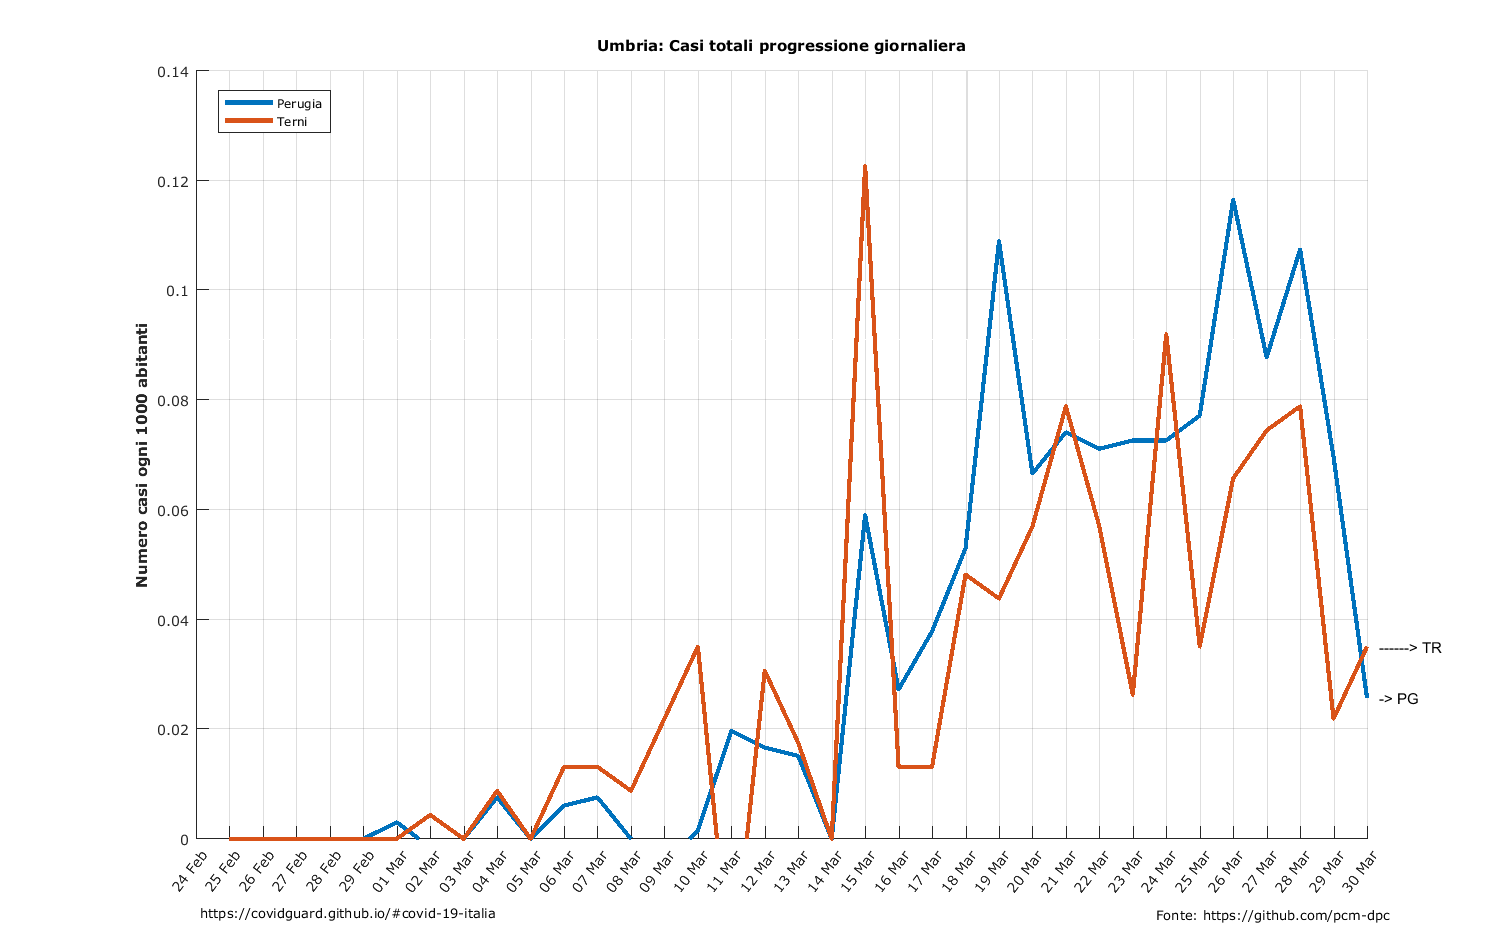 Umbria: Casi totali progressione giornaliera
Numero casi ogni 1000 abitanti
0.14
0.12
0.1
0.08
0.06
0.04
0.02
0
Perugia
Terni
------> TR
-> PG
24 Feb
25 Feb
26 Feb
27 Feb
28 Feb
29 Feb
01 Mar
02 Mar
03 Mar
04 Mar
05 Mar
06 Mar
07 Mar
08 Mar
09 Mar
10 Mar
11 Mar
12 Mar
13 Mar
14 Mar
15 Mar
16 Mar
17 Mar
18 Mar
19 Mar
20 Mar
21 Mar
22 Mar
23 Mar
24 Mar
25 Mar
26 Mar
27 Mar
28 Mar
29 Mar
30 Mar
https://covidguard.github.io/#covid-19-italia
Fonte: https://github.com/pcm-dpc